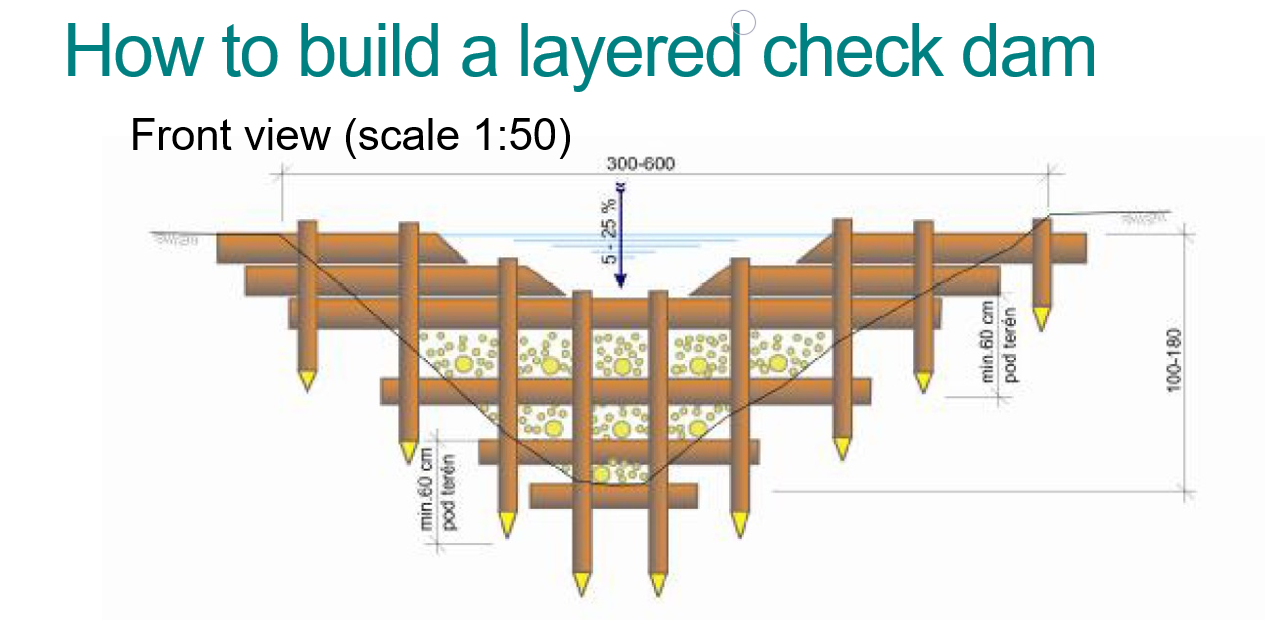 How to build a layered check dam
Front view (scale 1:50)
300-600
5 - 25 %
min.60 cm
pod terén
100-180
min.60 cm
pod terén